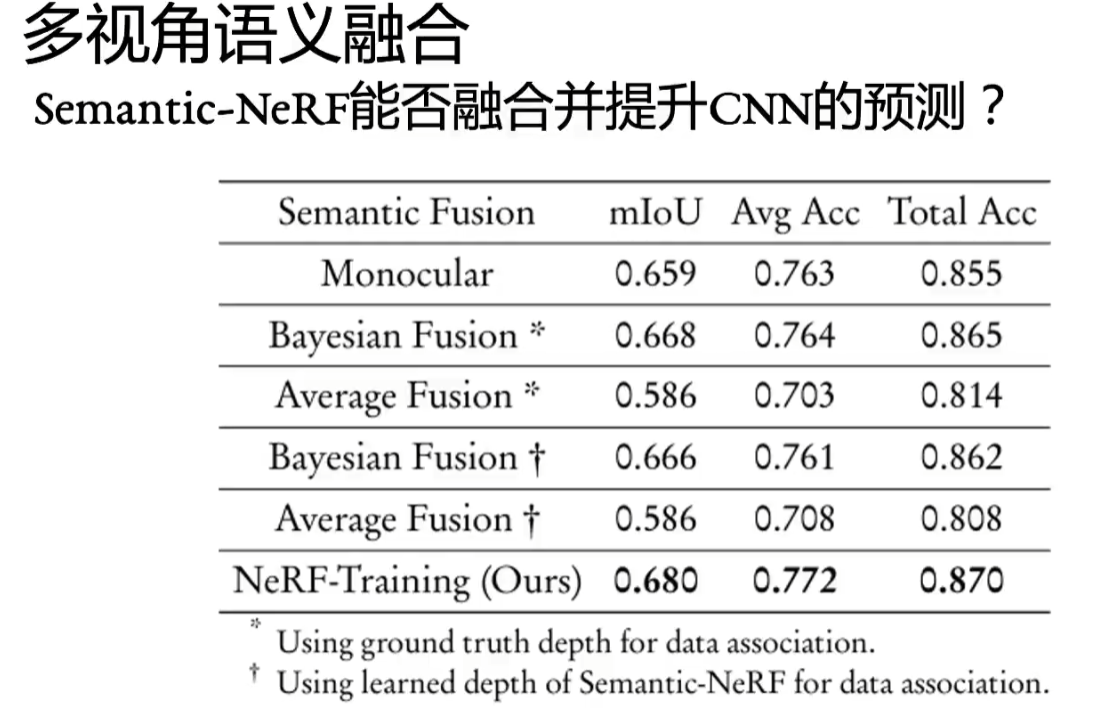 多视角语义融合
Semantic-NeRF能否融合并提升CNN的预测？
Semantic Fusion mIoU Avg Acc Total Acc
Monocular 0.659 0.763 0.855
Bayesian Fusion * 0.668 0.764 0.865
Average Fusion * 0.586 0.703 0.814
Bayesian Fusion † 0.666 0.761 0.862
Average Fusion † 0.586 0.708 0.808
NeRF-Training (Ours) 0.680 0.772 0.870
* Using ground truth depth for data association.
† Using learned depth of Semantic-NeRF for data association.